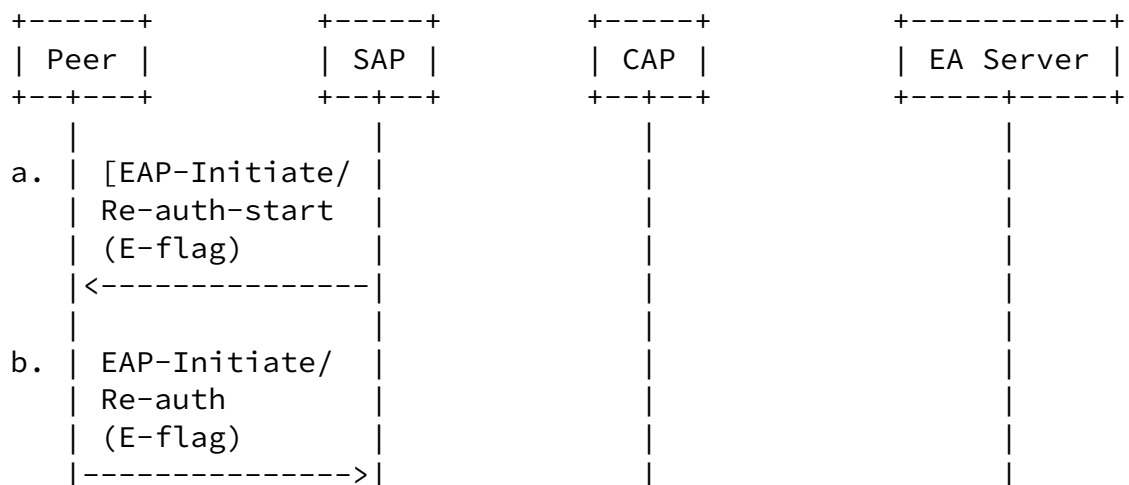 +------+          +-----+         +-----+          +-----------+
| Peer |          | SAP |         | CAP |          | EA Server |
+--+---+          +--+--+         +--+--+          +-----+-----+
   |                 |               |                   |
a. | [EAP-Initiate/  |               |                   |
   | Re-auth-start   |               |                   |
   | (E-flag)        |               |                   |
   |<----------------|               |                   |
   |                 |               |                   |
b. | EAP-Initiate/   |               |                   |
   | Re-auth         |               |                   |
   | (E-flag)        |               |                   |
   |---------------->|               |                   |